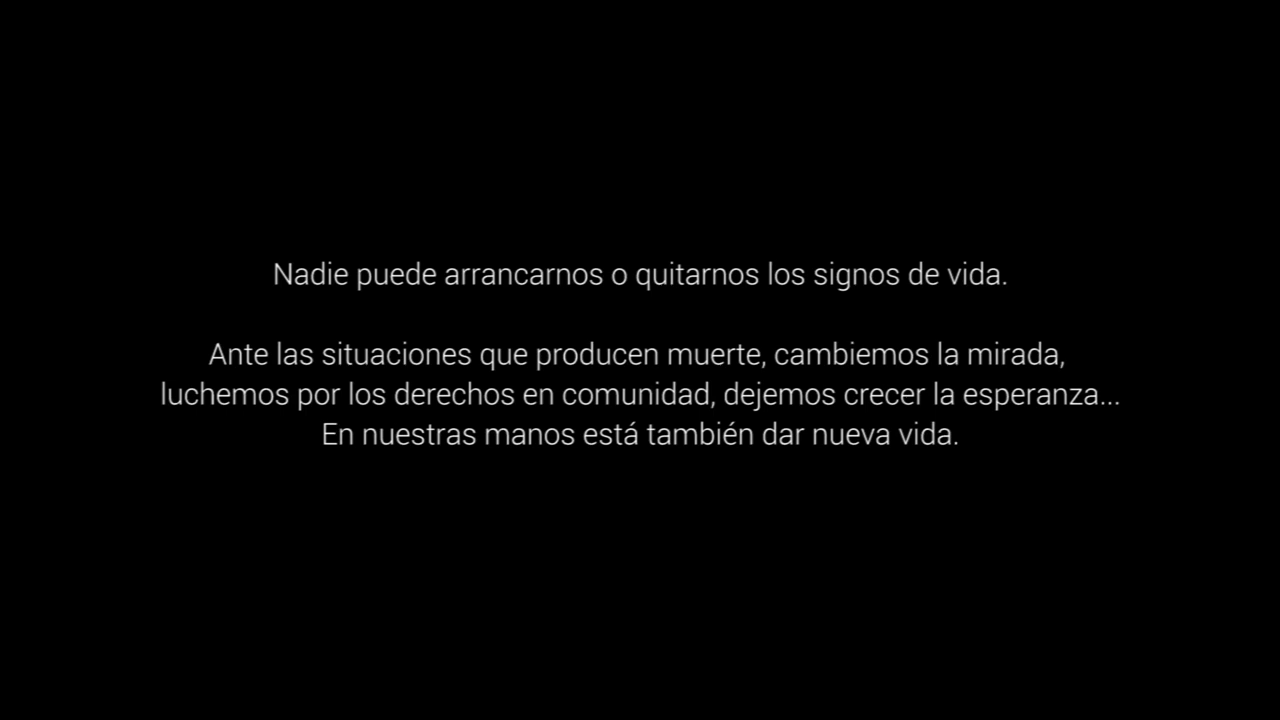 Nadie puede arrancarnos o quitarnos los signos de vida.
Ante las situaciones que producen muerte, cambiemos la mirada,
luchemos por los derechos en comunidad, dejemos crecer la esperanza...
En nuestras manos está también dar nueva vida.